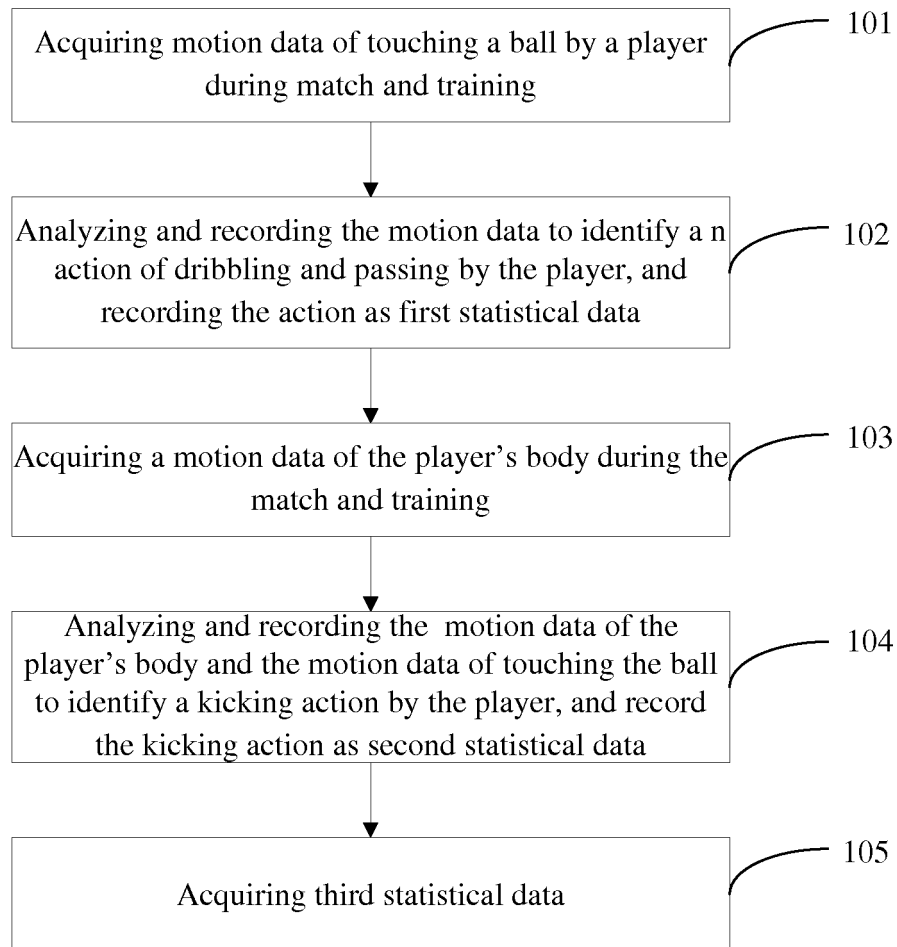 Acquiring motion data of touching a ball by a player
during match and training
101
Analyzing and recording the motion data to identify a n
action of dribbling and passing by the player, and
recording the action as first statistical data
102
Acquiring a motion data of the player's body during the
match and training
103
Analyzing and recording the motion data of the
player's body and the motion data of touching the ball
to identify a kicking action by the player, and record
the kicking action as second statistical data
104
Acquiring third statistical data
105